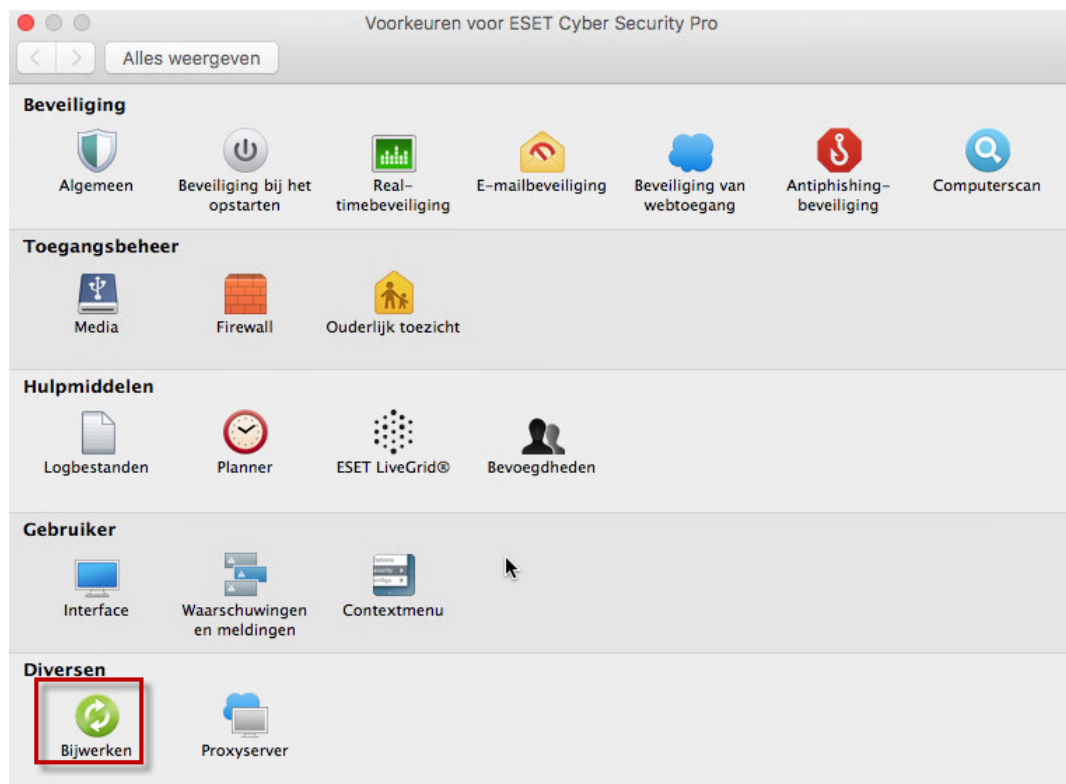 Voorkeuren voor ESET Cyber Security Pro
Alles weergeven
Beveiliging
Algemeen
Beveiliging bij het
opstarten
Real-
timebeveiliging
E-mailbeveiliging
Beveiliging van
webtoegang
Antiphishing-
beveiliging
Computerscan
Toegangsbeheer
Media
Firewall
Ouderlijk toezicht
Hulpmiddelen
Logbestanden
Planner
ESET LiveGrid®
Bevoegdheden
Gebruiker
Interface
Waarschuwingen
en meldingen
Contextmenu
Diversen
Bijwerken
Proxyserver